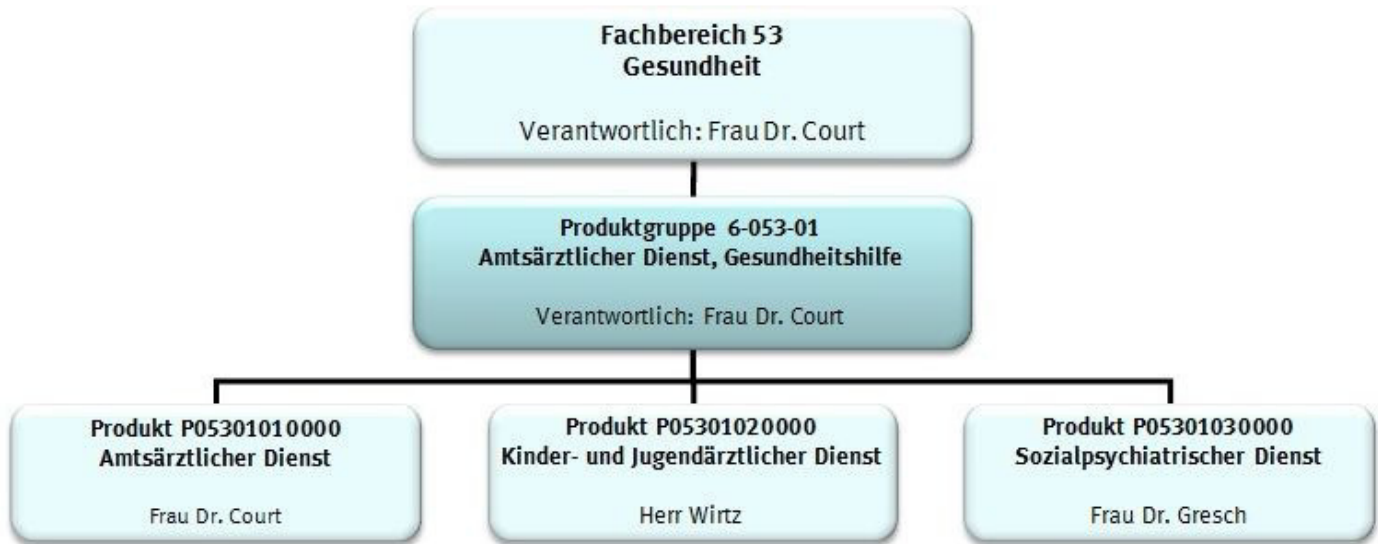 Fachbereich 53
Gesundheit
Verantwortlich: Frau Dr. Court
Produktgruppe 6-053-01
Amtsärztlicher Dienst, Gesundheitshilfe
Verantwortlich: Frau Dr. Court
Produkt P05301010000
Amtsärztlicher Dienst
Frau Dr. Court
Produkt P05301020000
Kinder- und Jugendärztlicher Dienst
Herr Wirtz
Produkt P05301030000
Sozialpsychiatrischer Dienst
Frau Dr. Gresch